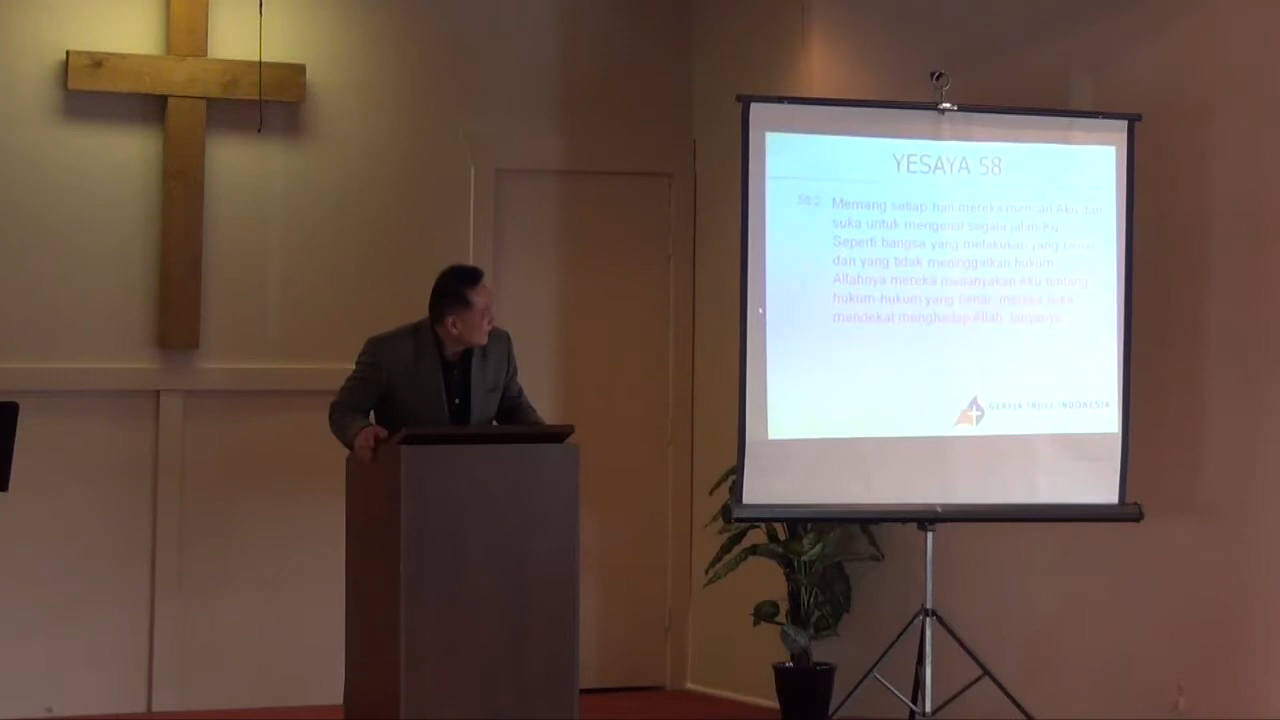 YESAYA 58
58:2 Memang setiap hari mereka mencari Aku dan
suka untuk mengenal segala jalan-Ku.
Seperti bangsa yang melakukan yang benar
dan yang tidak meninggalkan hukum
Allahnya mereka menanyakan Aku tentang
hukum-hukum yang benar, mereka suka
mendekat menghadap Allah, tanyanya
GEREJA INJILI INDONESIA